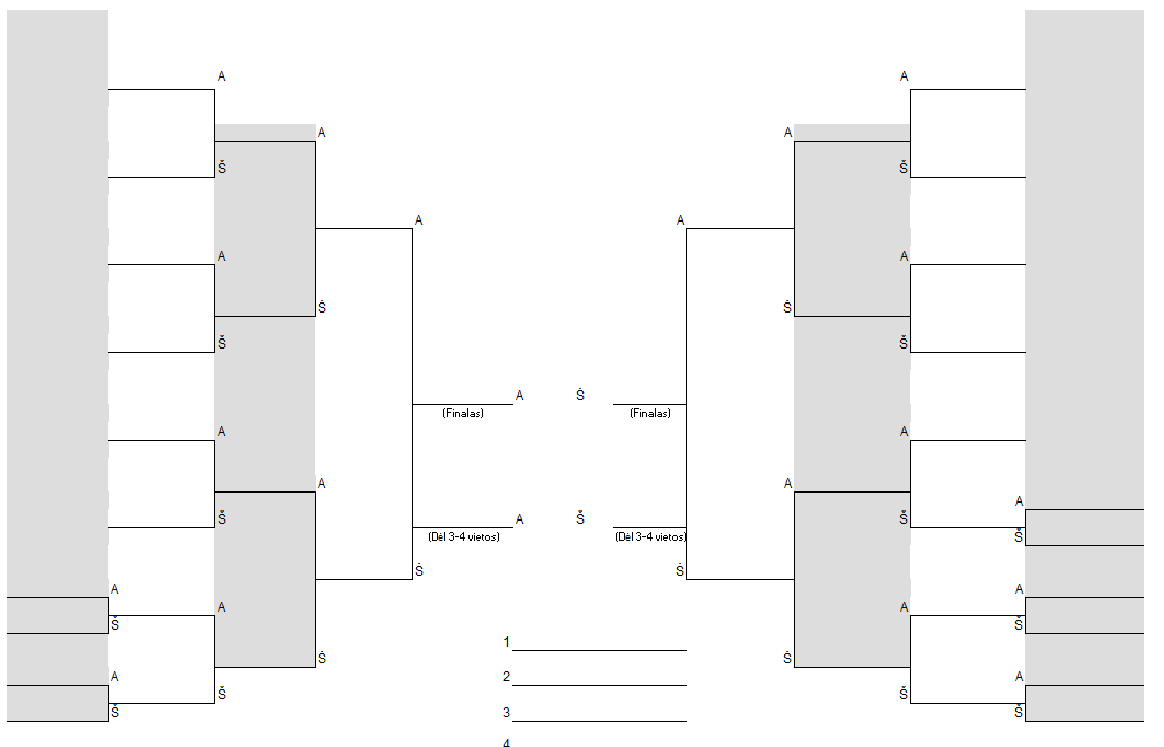 A A
A A
Š Š
A A
A A
Š Š
Š Š
A Š
(Finalas) (Finalas)
A A
A A
A
Š A Š Š
(Dėl 3-4 vietos) (Dėl 3-4 vietos) Š
Š Š
A A
A A
Š Š
1
Š Š
A 2 A
Š Š
Š 3 Š
4